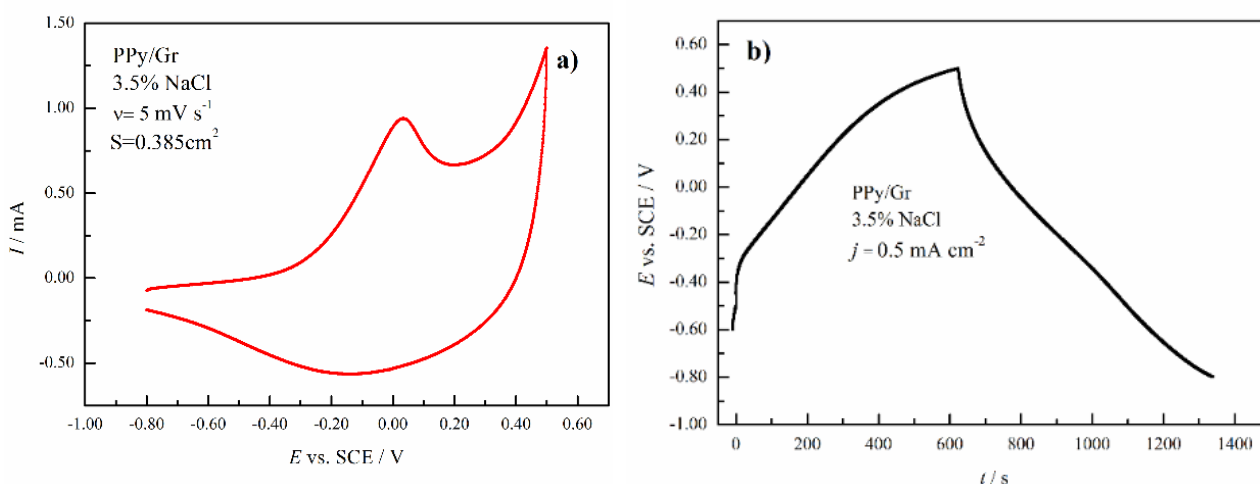 1.50
1.00
0.50
0.00
-0.50
I / mA
PPy/Gr
3.5% NaCl
ν= 5 mV s⁻¹
S=0.385cm²
a)
-1.00 -0.80 -0.60 -0.40 -0.20 0.00 0.20 0.40 0.60
E vs. SCE / V
0.60
0.40
0.20
0.00
-0.20
-0.40
-0.60
-0.80
-1.00
E vs. SCE / V
b)
PPy/Gr
3.5% NaCl
j = 0.5 mA cm⁻²
0 200 400 600 800 1000 1200 1400
t / s